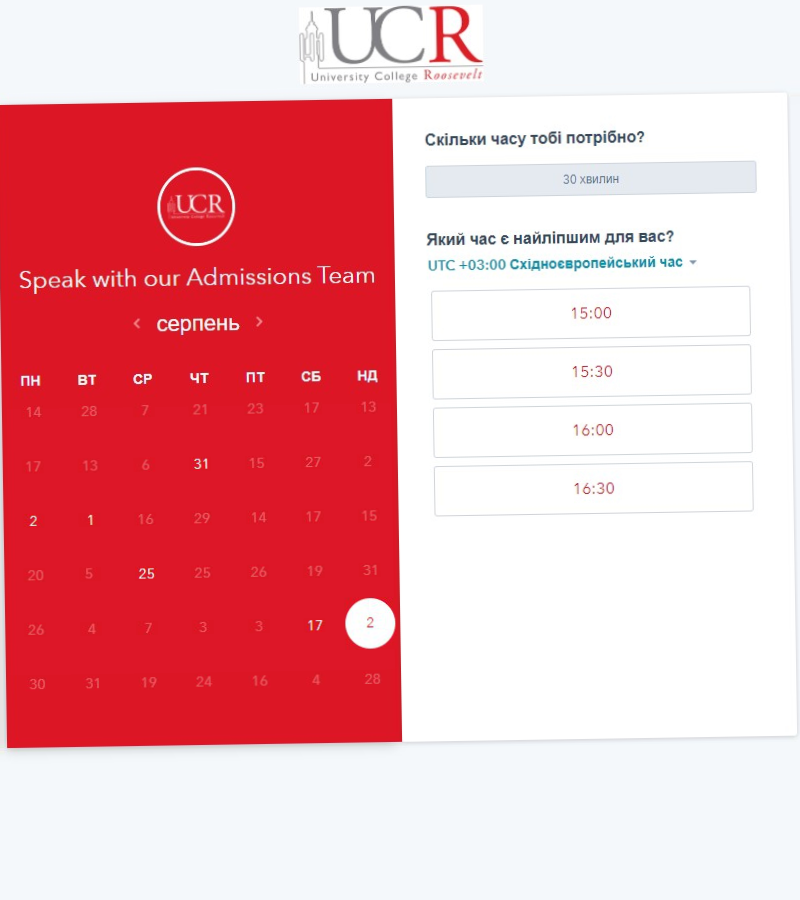 UCR
University College Roosevelt
UCR
University College Roosevelt
Speak with our Admissions Team
серпень
ПН ВТ СР ЧТ ПТ СБ НД
14 28 7 21 23 17 13
17 13 6 31 15 27 2
2 1 16 29 14 17 15
20 5 25 25 26 19 31
26 4 7 3 3 17 2
30 31 19 24 16 4 28
Скільки часу тобі потрібно?
30 хвилин
Який час є найліпшим для вас?
UTC +03:00 Східноєвропейський час
15:00
15:30
16:00
16:30